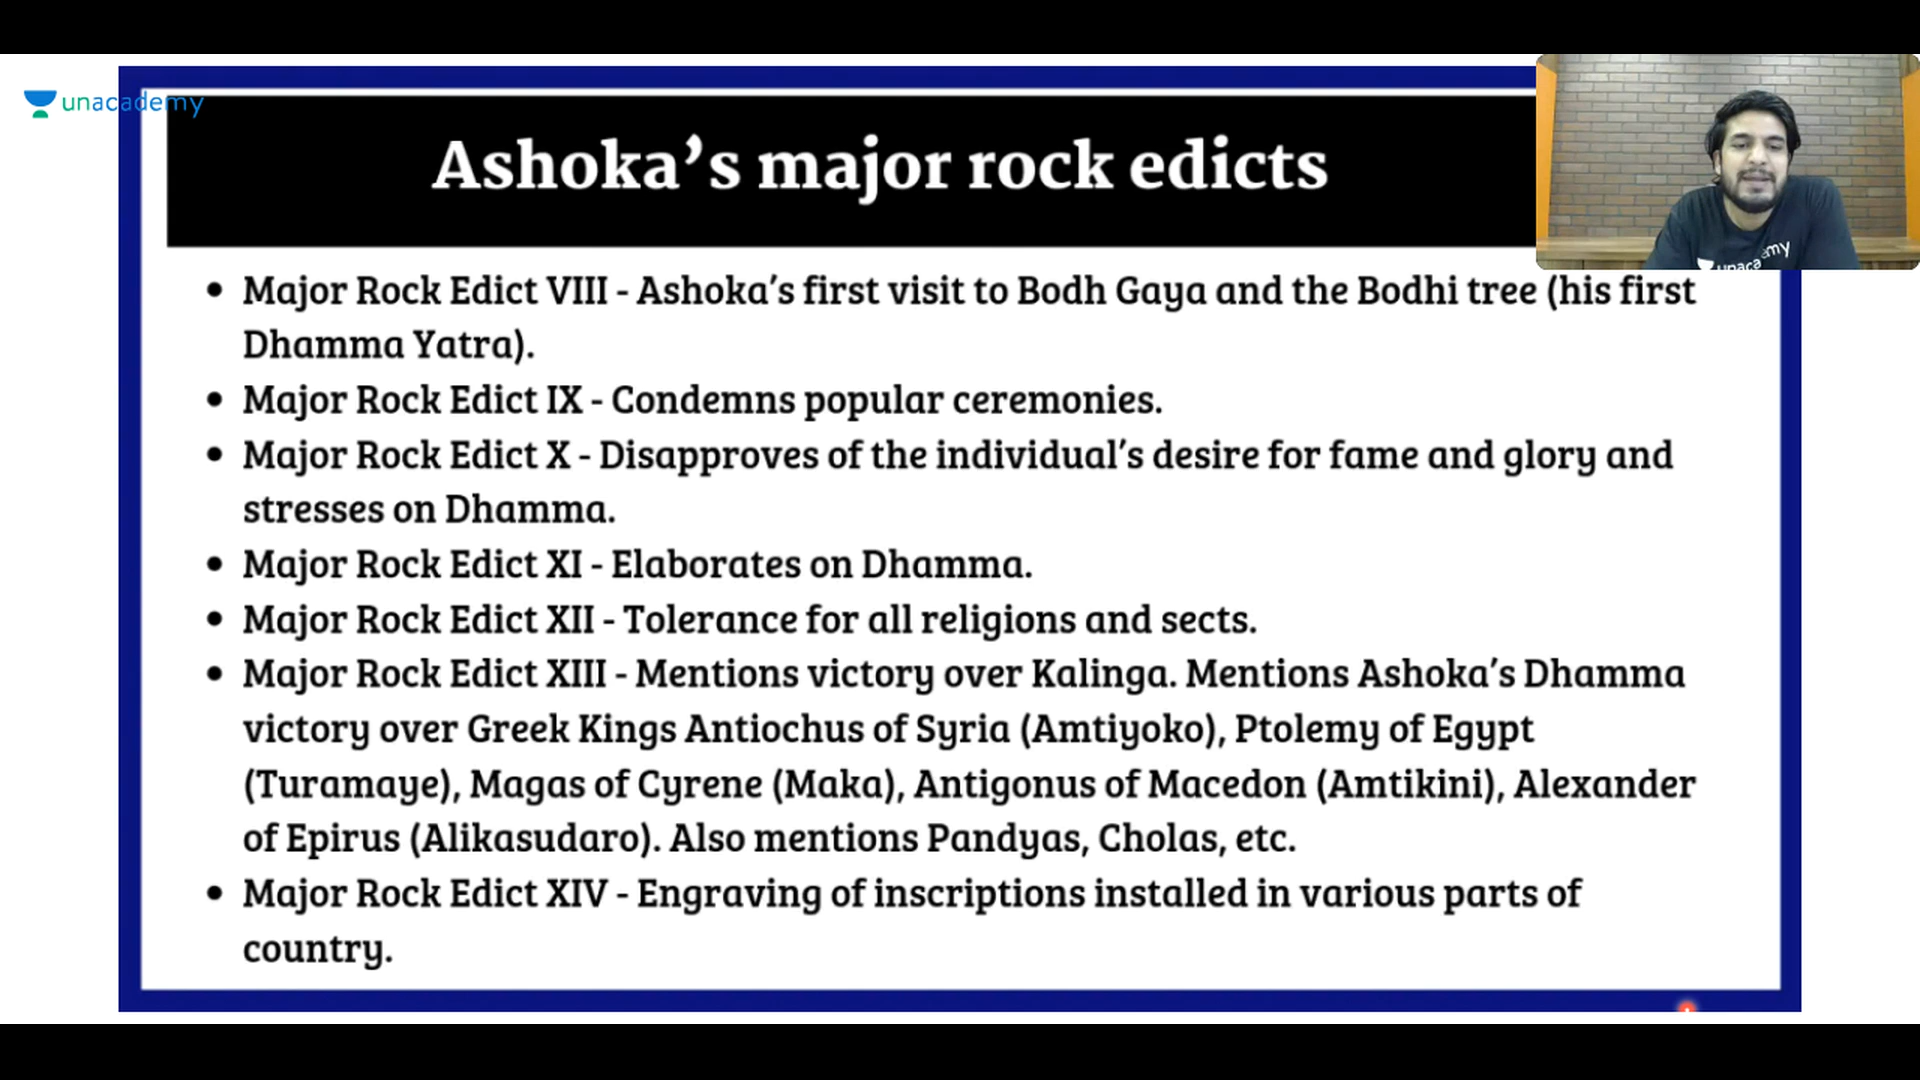 unacademy
Ashoka’s major rock edicts
• Major Rock Edict VIII - Ashoka’s first visit to Bodh Gaya and the Bodhi tree (his first
Dhamma Yatra).
• Major Rock Edict IX - Condemns popular ceremonies.
• Major Rock Edict X - Disapproves of the individual’s desire for fame and glory and
stresses on Dhamma.
• Major Rock Edict XI - Elaborates on Dhamma.
• Major Rock Edict XII - Tolerance for all religions and sects.
• Major Rock Edict XIII - Mentions victory over Kalinga. Mentions Ashoka’s Dhamma
victory over Greek Kings Antiochus of Syria (Amtiyoko), Ptolemy of Egypt
(Turamaye), Magas of Cyrene (Maka), Antigonus of Macedon (Amtikini), Alexander
of Epirus (Alikasudaro). Also mentions Pandyas, Cholas, etc.
• Major Rock Edict XIV - Engraving of inscriptions installed in various parts of
country.
unacademy